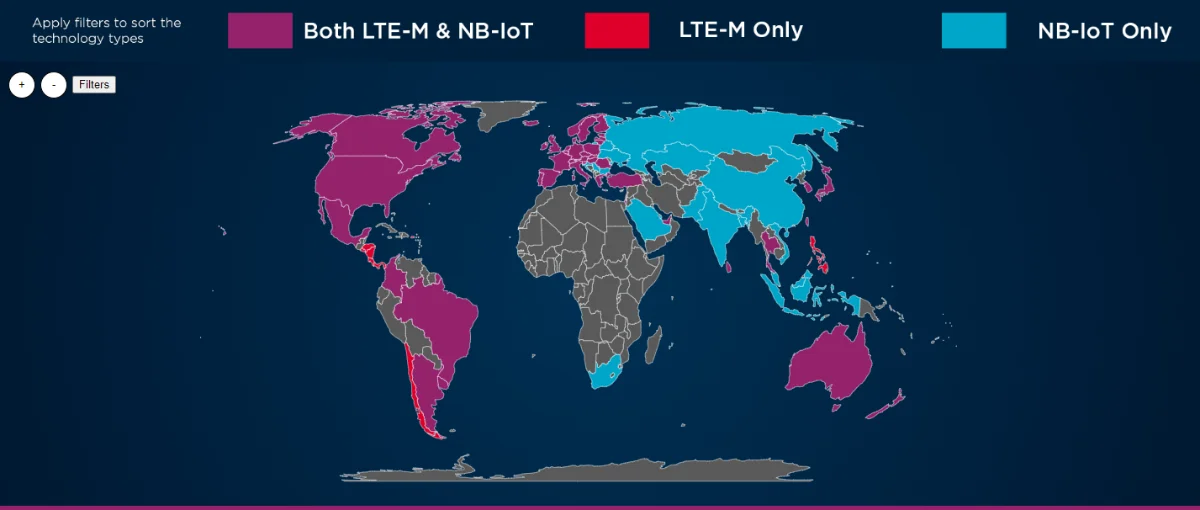 Apply filters to sort the
technology types
Both LTE-M & NB-IoT
LTE-M Only
NB-IoT Only
+
-
Filters